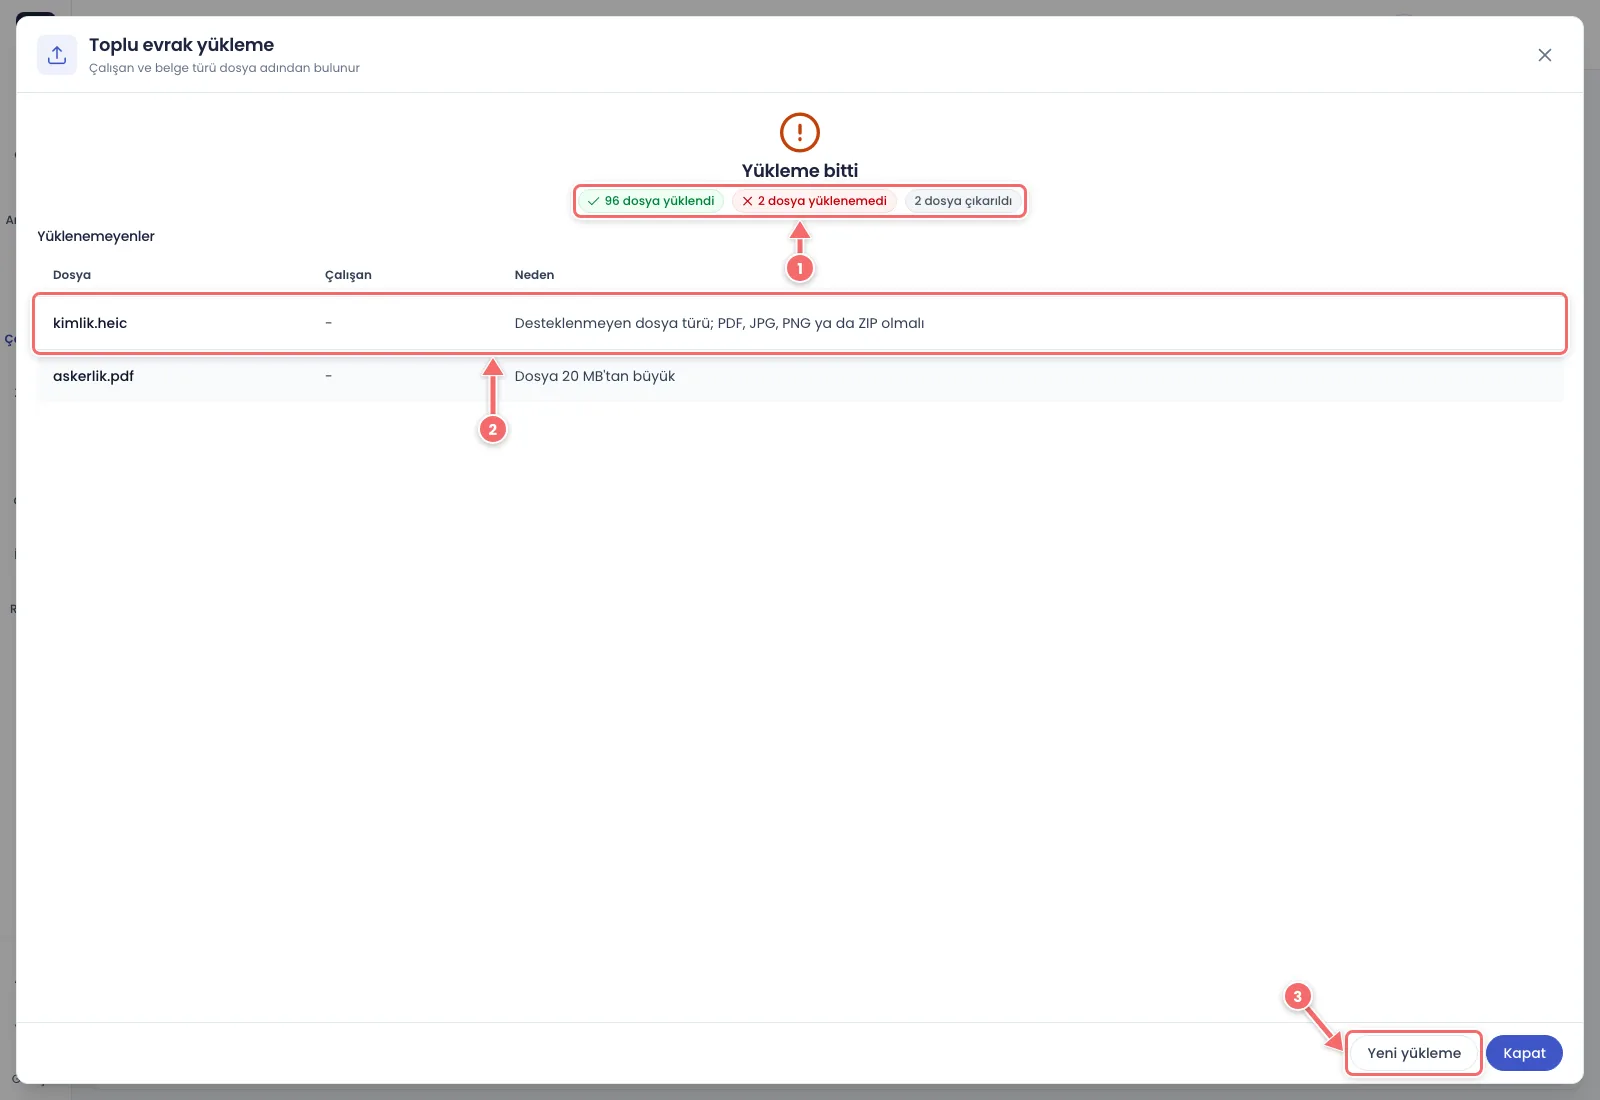 Toplu evrak yükleme
Çalışan ve belge türü dosya adından bulunur
Yükleme bitti
96 dosya yüklendi 2 dosya yüklenemedi 2 dosya çıkarıldı
Yüklenemeyenler
1
Dosya Çalışan Neden
kimlik.heic - Desteklenmeyen dosya türü; PDF, JPG, PNG ya da ZIP olmalı
askerlik.pdf - Dosya 20 MB'tan büyük
2
3
Yeni yükleme Kapat